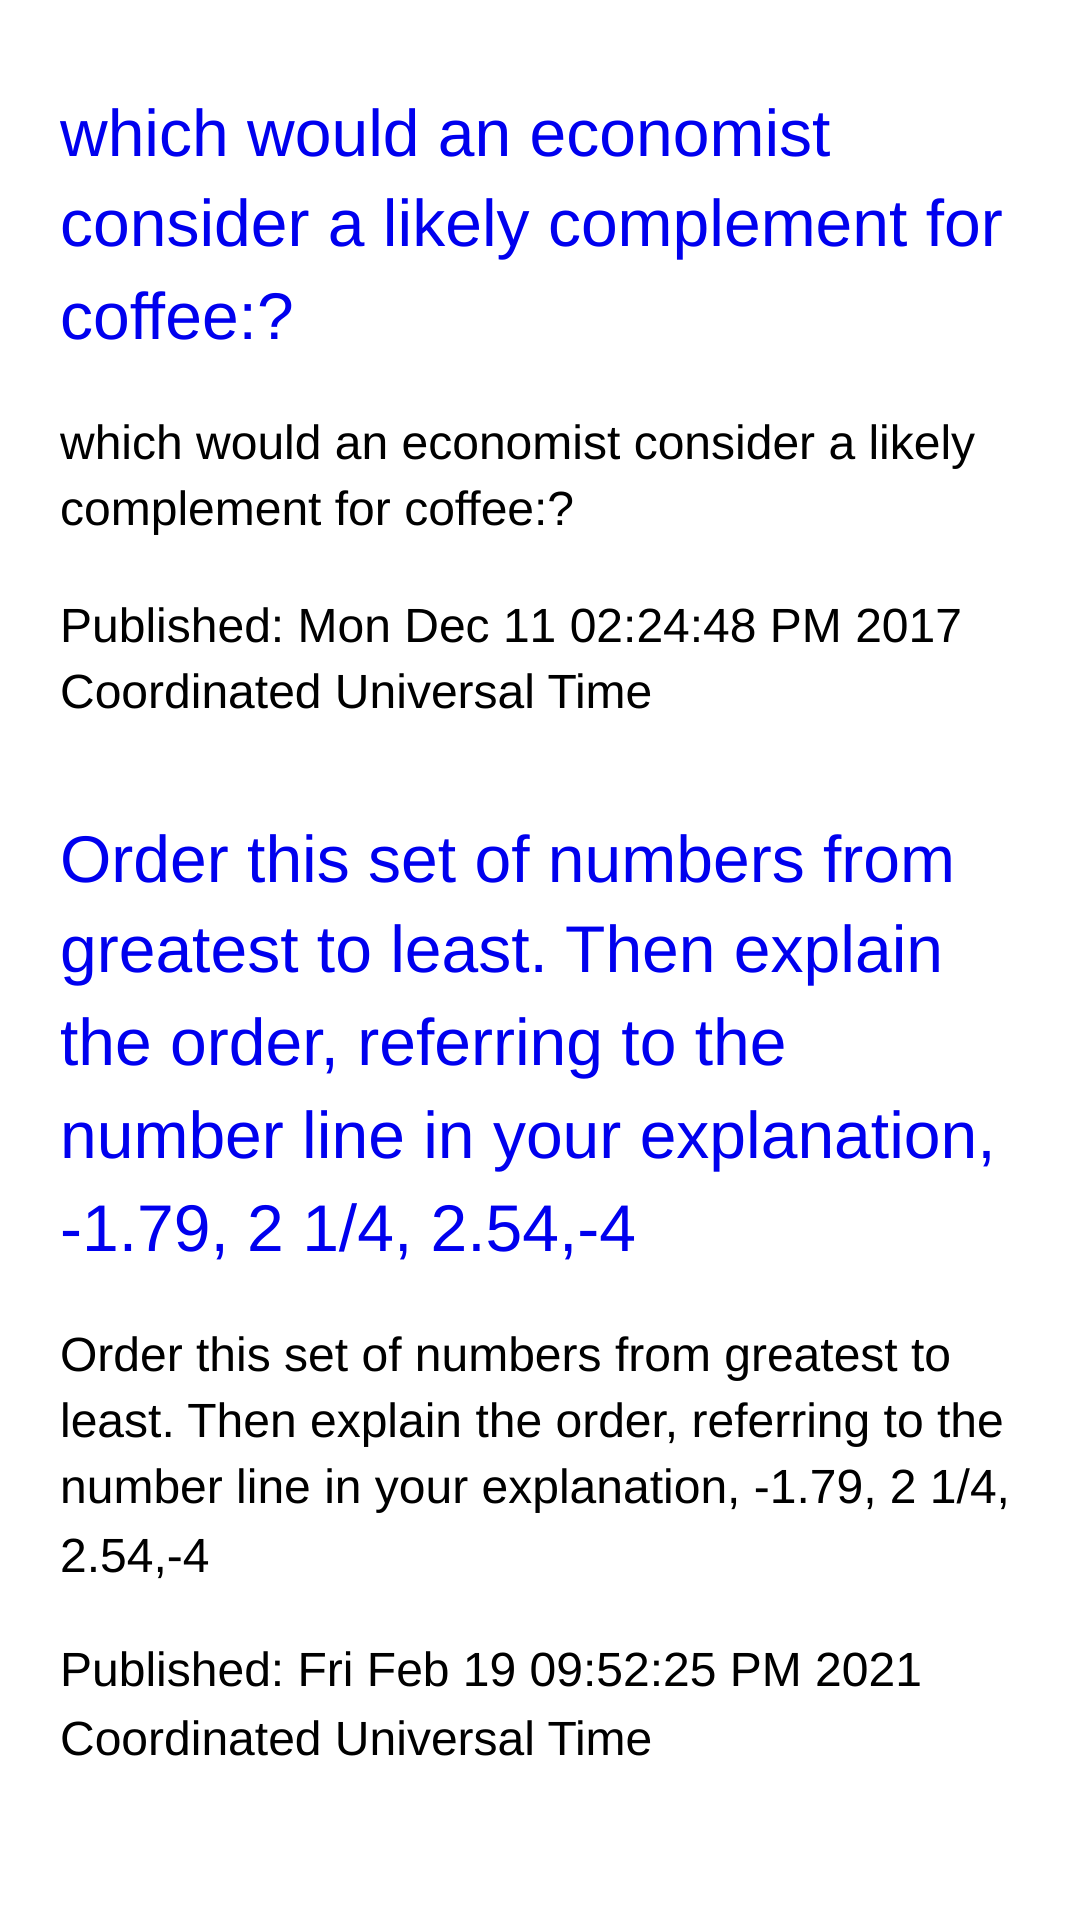 which would an economist
consider a likely complement for
coffee:?
which would an economist consider a likely
complement for coffee:?
Published: Mon Dec 11 02:24:48 PM 2017
Coordinated Universal Time
Order this set of numbers from
greatest to least. Then explain
the order, referring to the
number line in your explanation,
-1.79, 2 1/4, 2.54,-4
Order this set of numbers from greatest to
least. Then explain the order, referring to the
number line in your explanation, -1.79, 2 1/4,
2.54,-4
Published: Fri Feb 19 09:52:25 PM 2021
Coordinated Universal Time